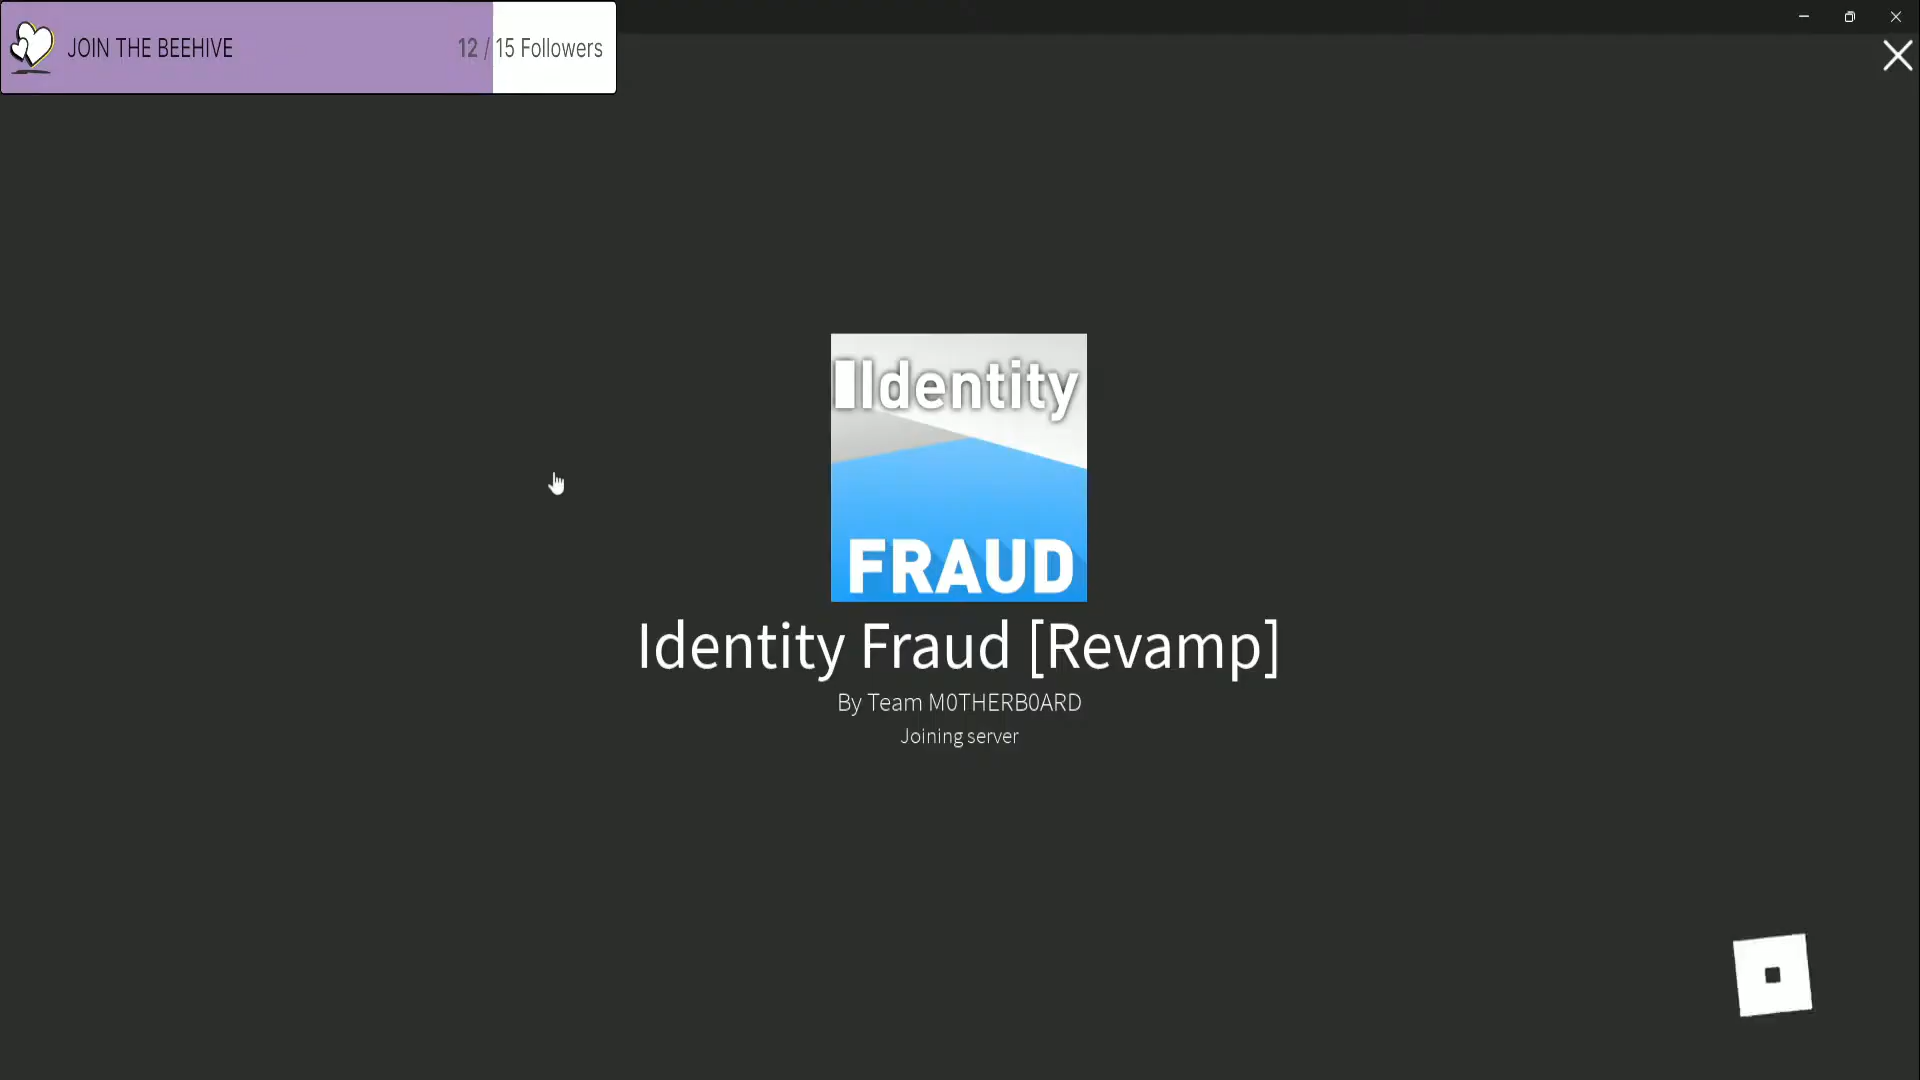 JOIN THE BEEHIVE 12 / 15 Followers
Identity
FRAUD
Identity Fraud [Revamp]
By Team M0THERB0ARD
Joining server